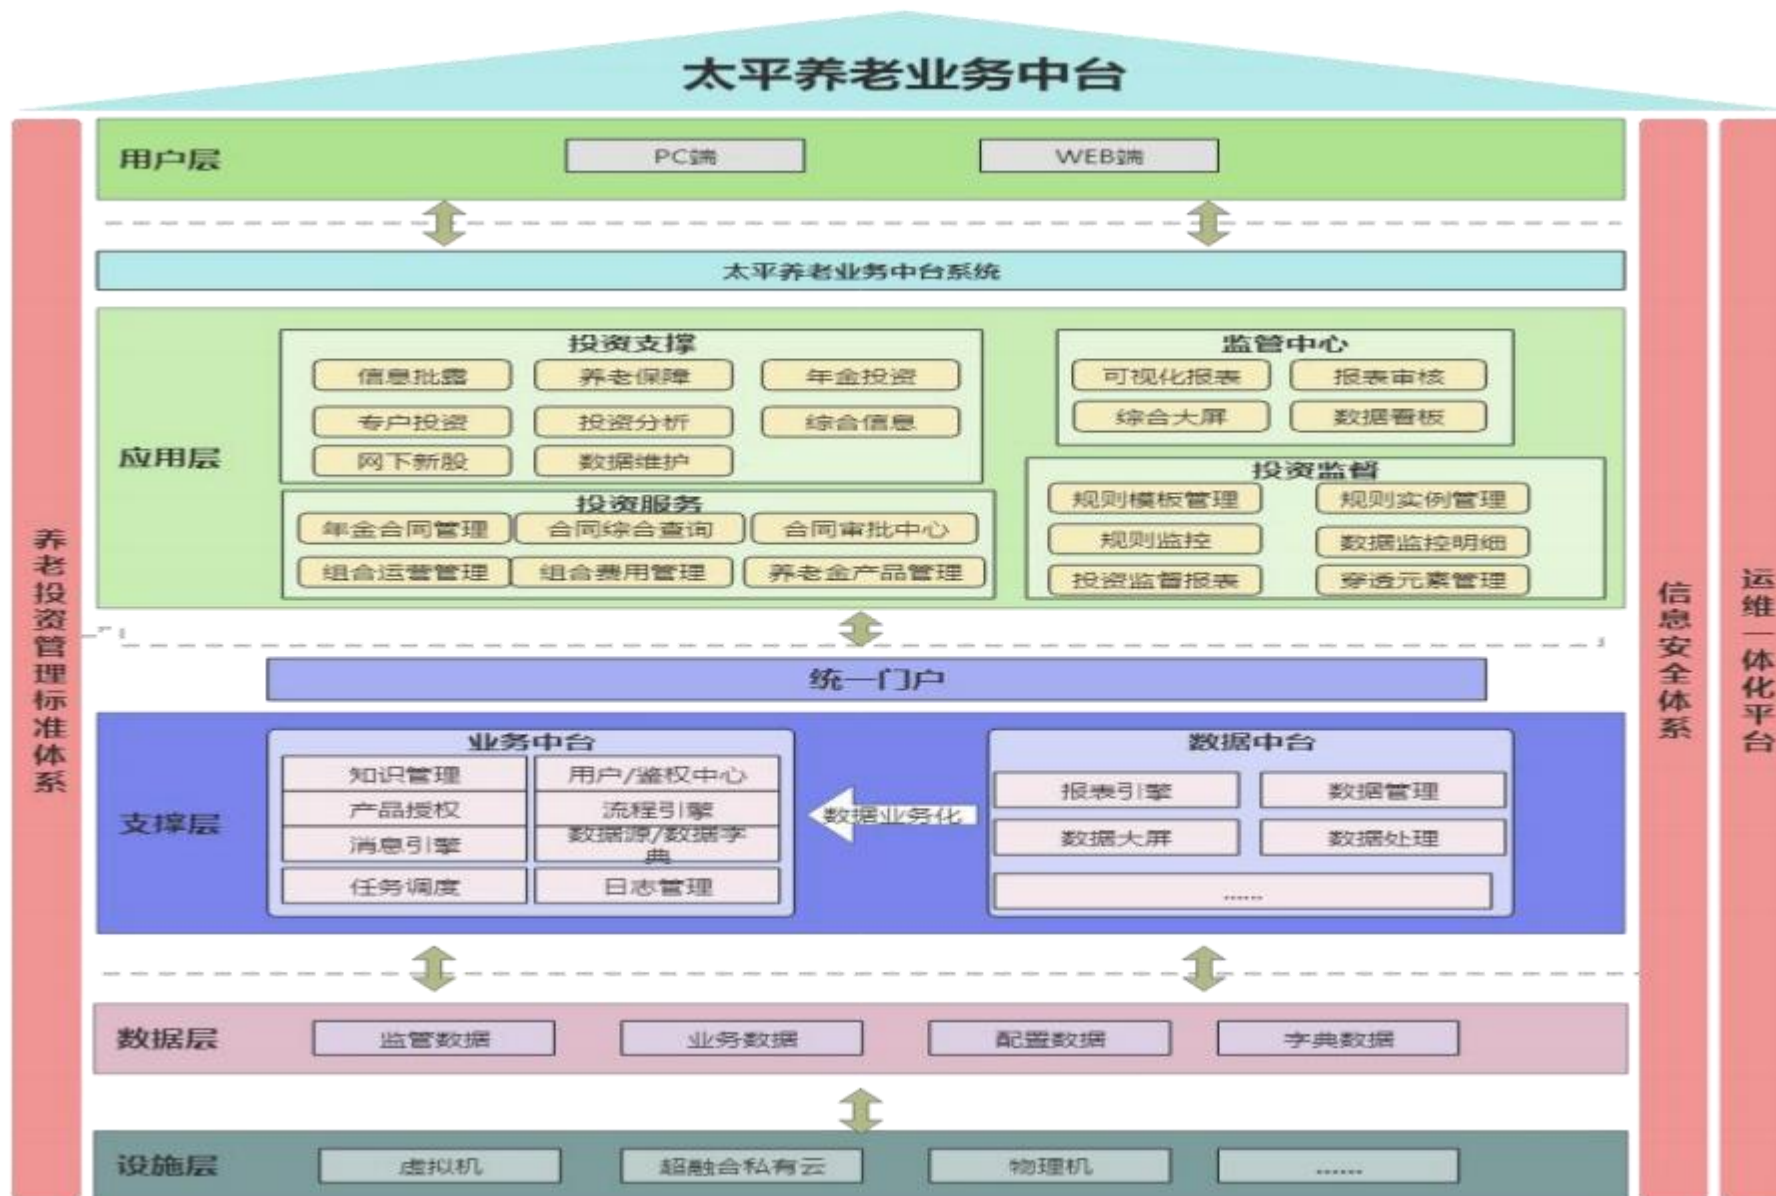 太平养老业务中台
用户层
PC端
WEB端
太平养老业务中台系统
应用层
投资支撑
信息批露
养老保障
年金投资
专户投资
投资分析
综合信息
网下新股
数据维护
投资服务
年金合同管理
合同综合查询
合同审批中心
组合运营管理
组合费用管理
养老金产品管理
监管中心
可视化报表
报表审核
综合大屏
数据看板
投资监督
规则模板管理
规则实例管理
规则监控
数据监控明细
投资监督报表
穿透元素管理
统一门户
支撑层
业务中台
知识管理
用户/鉴权中心
产品授权
流程引擎
消息引擎
数据源/数据字
典
任务调度
日志管理
数据业务化
数据中台
报表引擎
数据管理
数据大屏
数据处理
......
数据层
监管数据
业务数据
配置数据
字典数据
设施层
虚拟机
超融合私有云
物理机
......
养老投资管理标准体系
信息安全体系
运维一体化平台